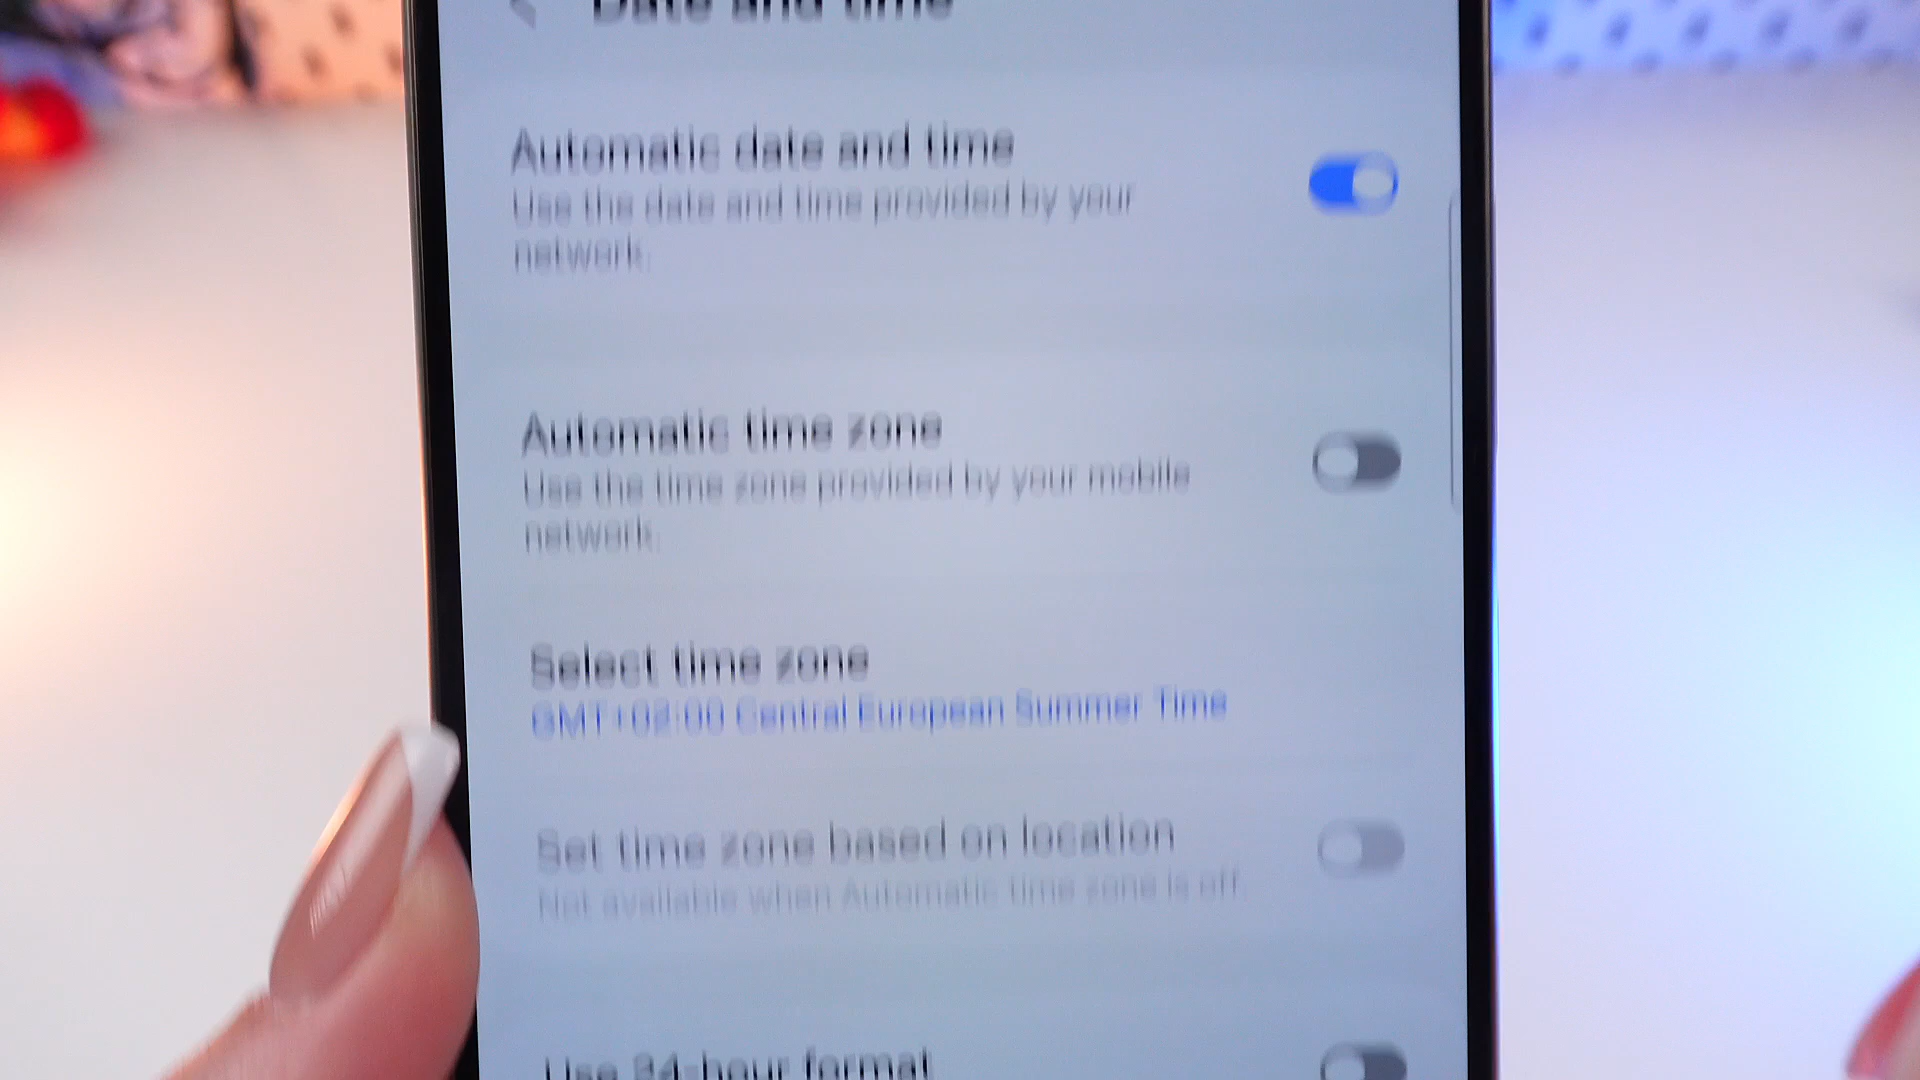 Date and time
Automatic date and time
Use the date and time provided by your
network.
Automatic time zone
Use the time zone provided by your mobile
network.
Select time zone
GMT+02:00 Central European Summer Time
Set time zone based on location
Not available when Automatic time zone is off.
Use 24-hour format